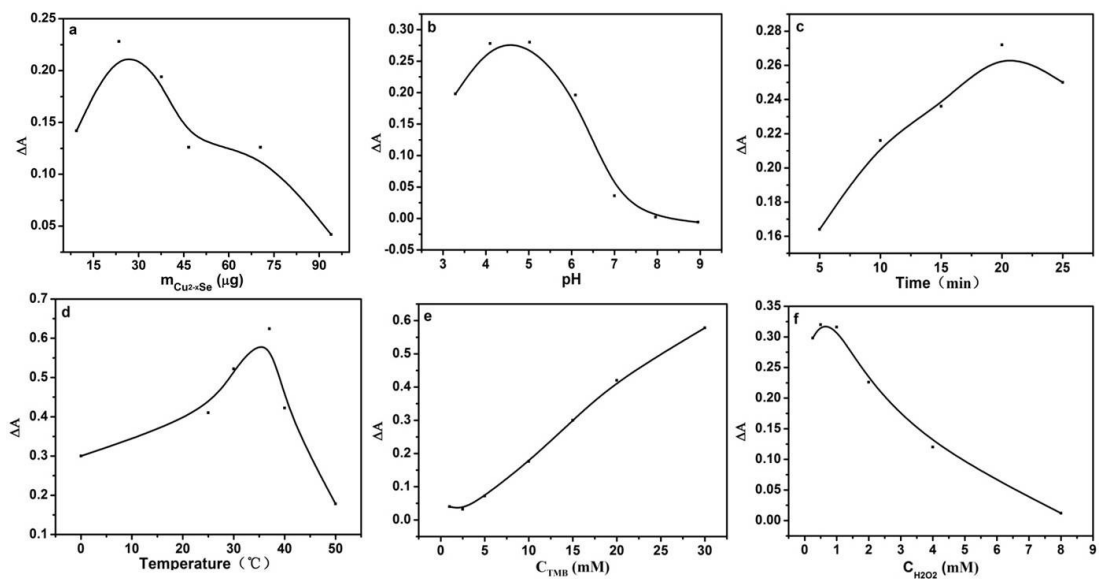 a
0.25
0.20
0.15
0.10
0.05
ΔA
15 30 45 60 75 90
mCu2-xSe (μg)
b
0.30
0.25
0.20
0.15
0.10
0.05
0.00
-0.05
ΔA
3 4 5 6 7 8 9
pH
c
0.28
0.26
0.24
0.22
0.20
0.18
0.16
ΔA
5 10 15 20 25
Time（min）
d
0.7
0.6
0.5
0.4
0.3
0.2
0.1
ΔA
0 10 20 30 40 50
Temperature（℃）
e
0.6
0.5
0.4
0.3
0.2
0.1
0.0
ΔA
0 5 10 15 20 25 30
CTMB (mM)
f
0.35
0.30
0.25
0.20
0.15
0.10
0.05
0.00
ΔA
0 1 2 3 4 5 6 7 8 9
CH2O2 (mM)